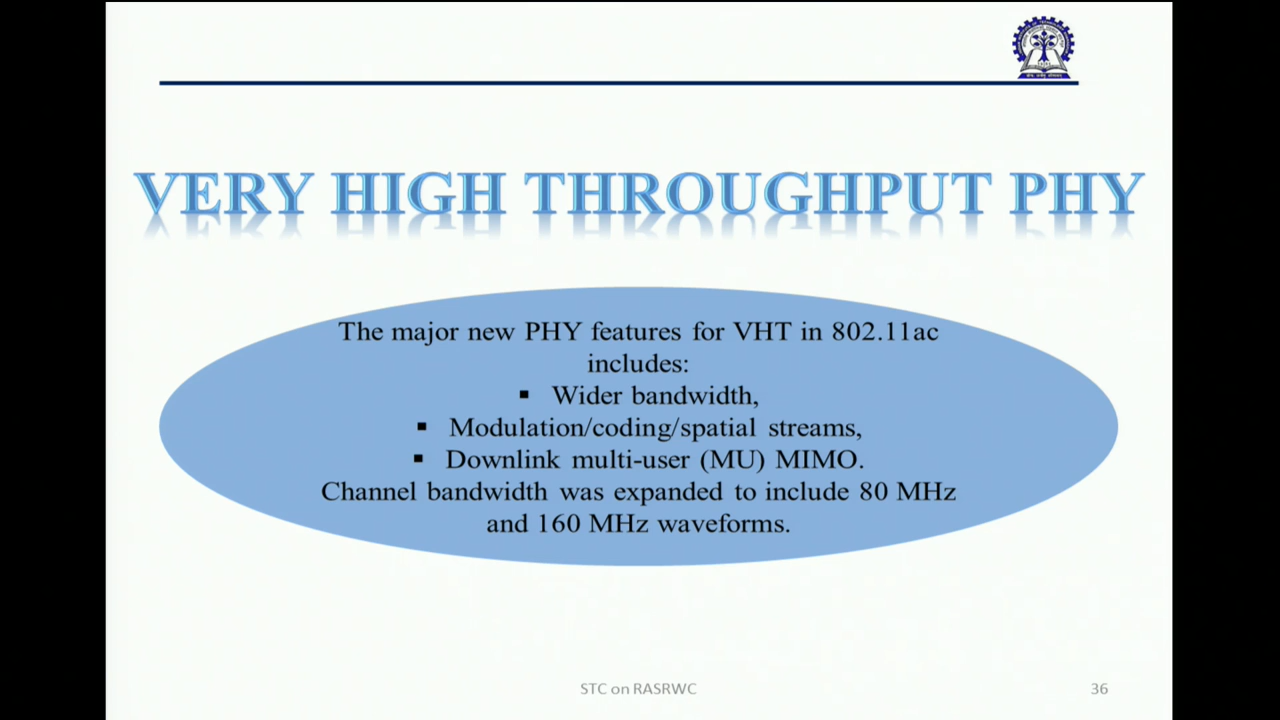 VERY HIGH THROUGHPUT PHY
The major new PHY features for VHT in 802.11ac
includes:
▪ Wider bandwidth,
▪ Modulation/coding/spatial streams,
▪ Downlink multi-user (MU) MIMO.
Channel bandwidth was expanded to include 80 MHz
and 160 MHz waveforms.
STC on RASRWC
36